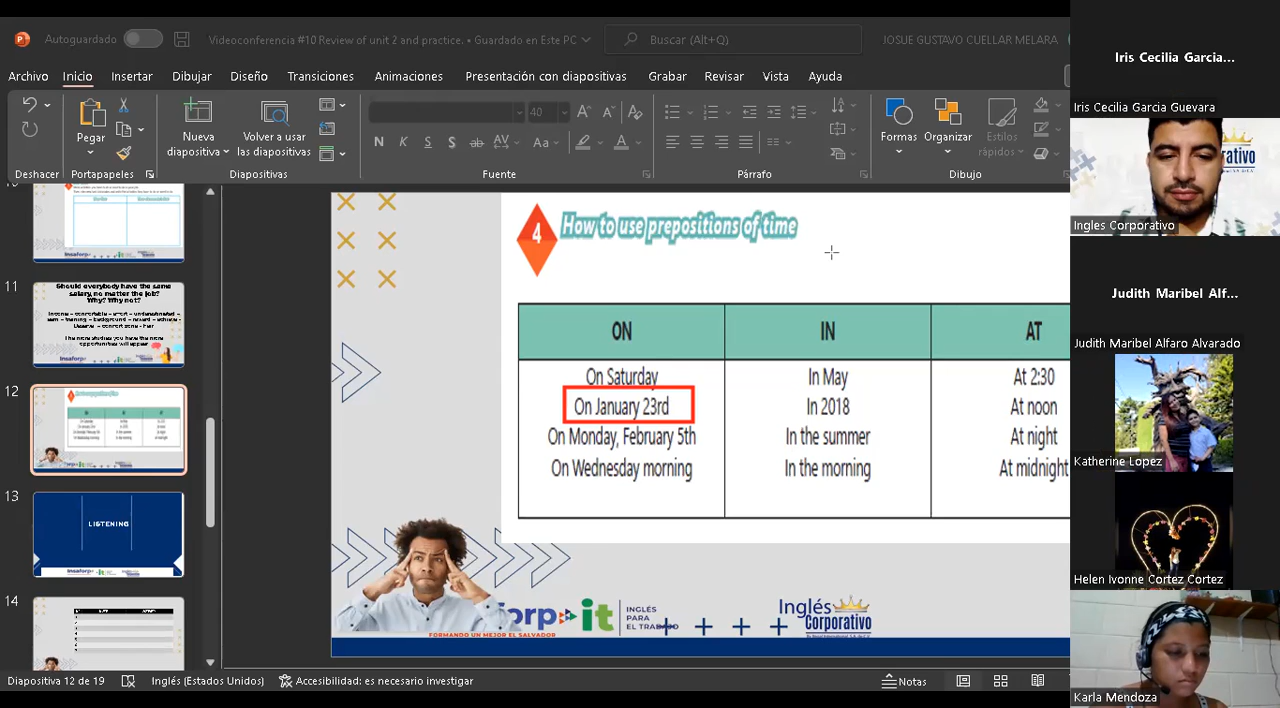 Autoguardado
Videoconferencia #10 Review of unit 2 and practice. • Guardado en Este PC
Buscar (Alt+Q)
JOSUE GUSTAVO CUELLAR MELARA
Archivo Inicio Insertar Dibujar Diseño Transiciones Animaciones Presentación con diapositivas Grabar Revisar Vista Ayuda
Pegar
Nueva
diapositiva
Volver a usar
las diapositivas
40
N K S S ab AV Aa A
Formas
Organizar
Estilos
rápidos
Deshacer Portapapeles Diapositivas Fuente Párrafo Dibujo
11
Should everybody have the same
salary, no matter the job?
Why? Why not?
12
13
LISTENING
14
4
How to use prepositions of time
ON IN AT
On Saturday In May At 2:30
On January 23rd In 2018 At noon
On Monday, February 5th In the summer At night
On Wednesday morning In the morning At midnight
aforp it
INGLÉS
PARA
EL TRABAJO
FORMANDO UN MEJOR EL SALVADOR
Inglés
Corporativo
Diapositiva 12 de 19
Inglés (Estados Unidos)
Accesibilidad: es necesario investigar
Notas
Iris Cecilia Garcia...
Iris Cecilia Garcia Guevara
Ingles Corporativo
Judith Maribel Alf...
Judith Maribel Alfaro Alvarado
Katherine Lopez
Helen Ivonne Cortez Cortez
Karla Mendoza